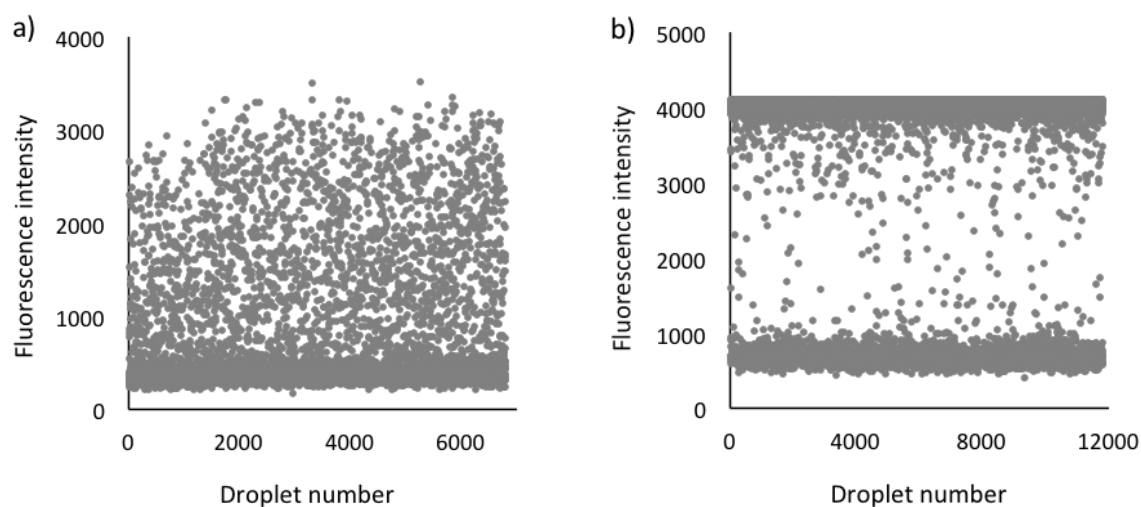 a)
4000
3000
2000
1000
0
Fluorescence intensity
0 2000 4000 6000
Droplet number
b)
5000
4000
3000
2000
1000
0
Fluorescence intensity
0 4000 8000 12000
Droplet number